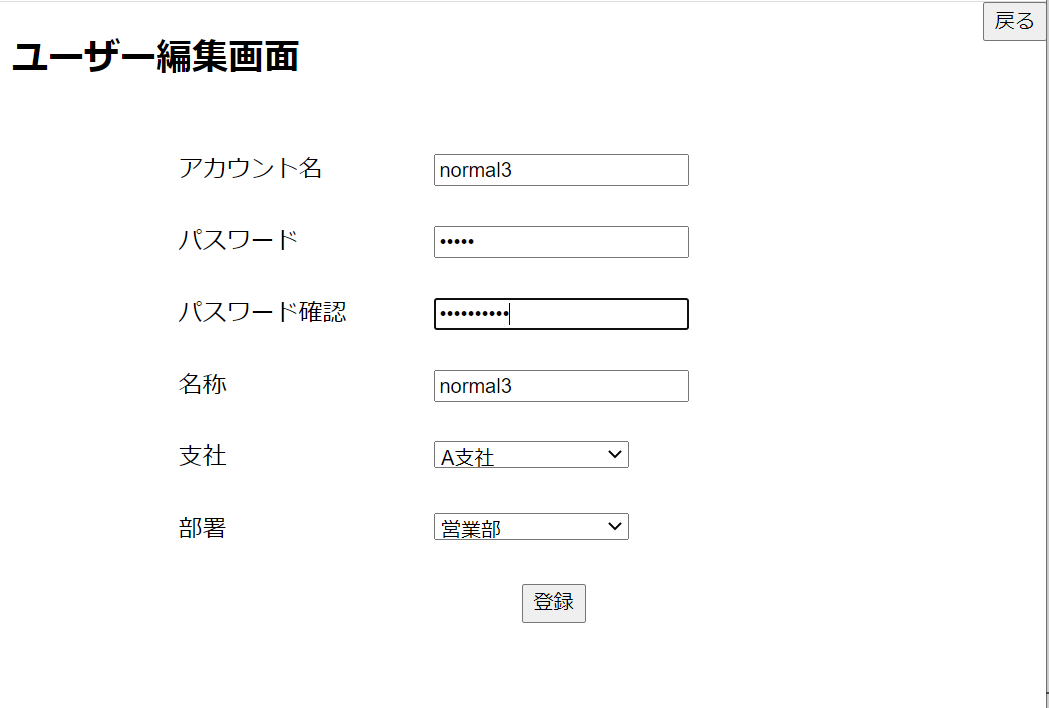 戻る
ユーザー編集画面
アカウント名 normal3
パスワード •••••
パスワード確認 ••••••••••
名称 normal3
支社 A支社
部署 営業部
登録